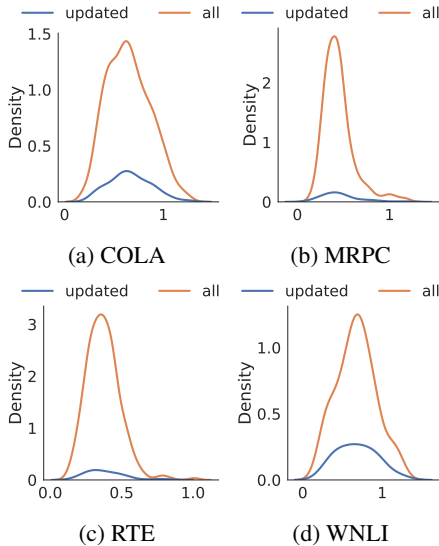 updated all updated all
Density
1.5
1.0
0.5
0.0
0 1
Density
2
1
0
0 1
(a) COLA (b) MRPC
updated all updated all
Density
3
2
1
0
0.0 0.5 1.0
Density
1.0
0.5
0.0
0 1
(c) RTE (d) WNLI